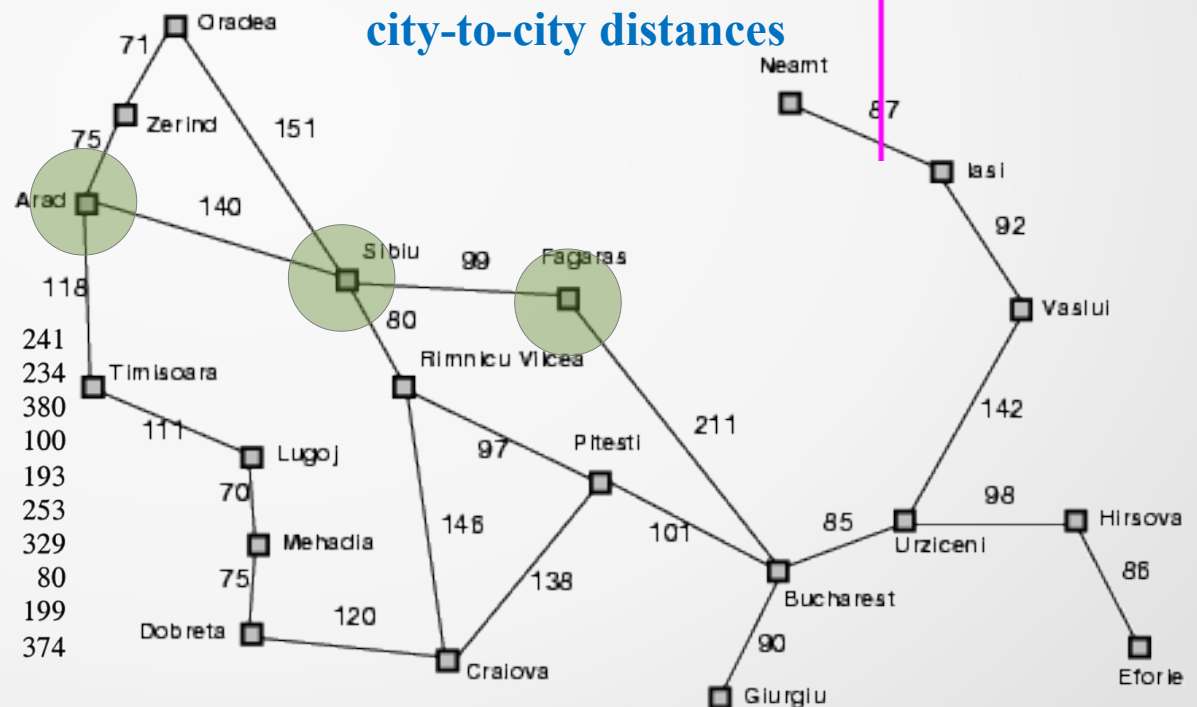 city-to-city distances
Oradea
71
Neamt
87
Zerind
151
75
Iasi
Arad
140
92
Sibiu
99
Fagaras
118
Vaslui
80
241
Rimnicu Vilcea
234
Timisoara
380
142
111
211
100
Pitesti
97
Lugoj
193
70
98
253
146
85
Hirsova
101
329
Mehadia
Urziceni
80
75
138
86
Bucharest
199
120
Dobreta
374
90
Craiova
Eforie
Giurgiu